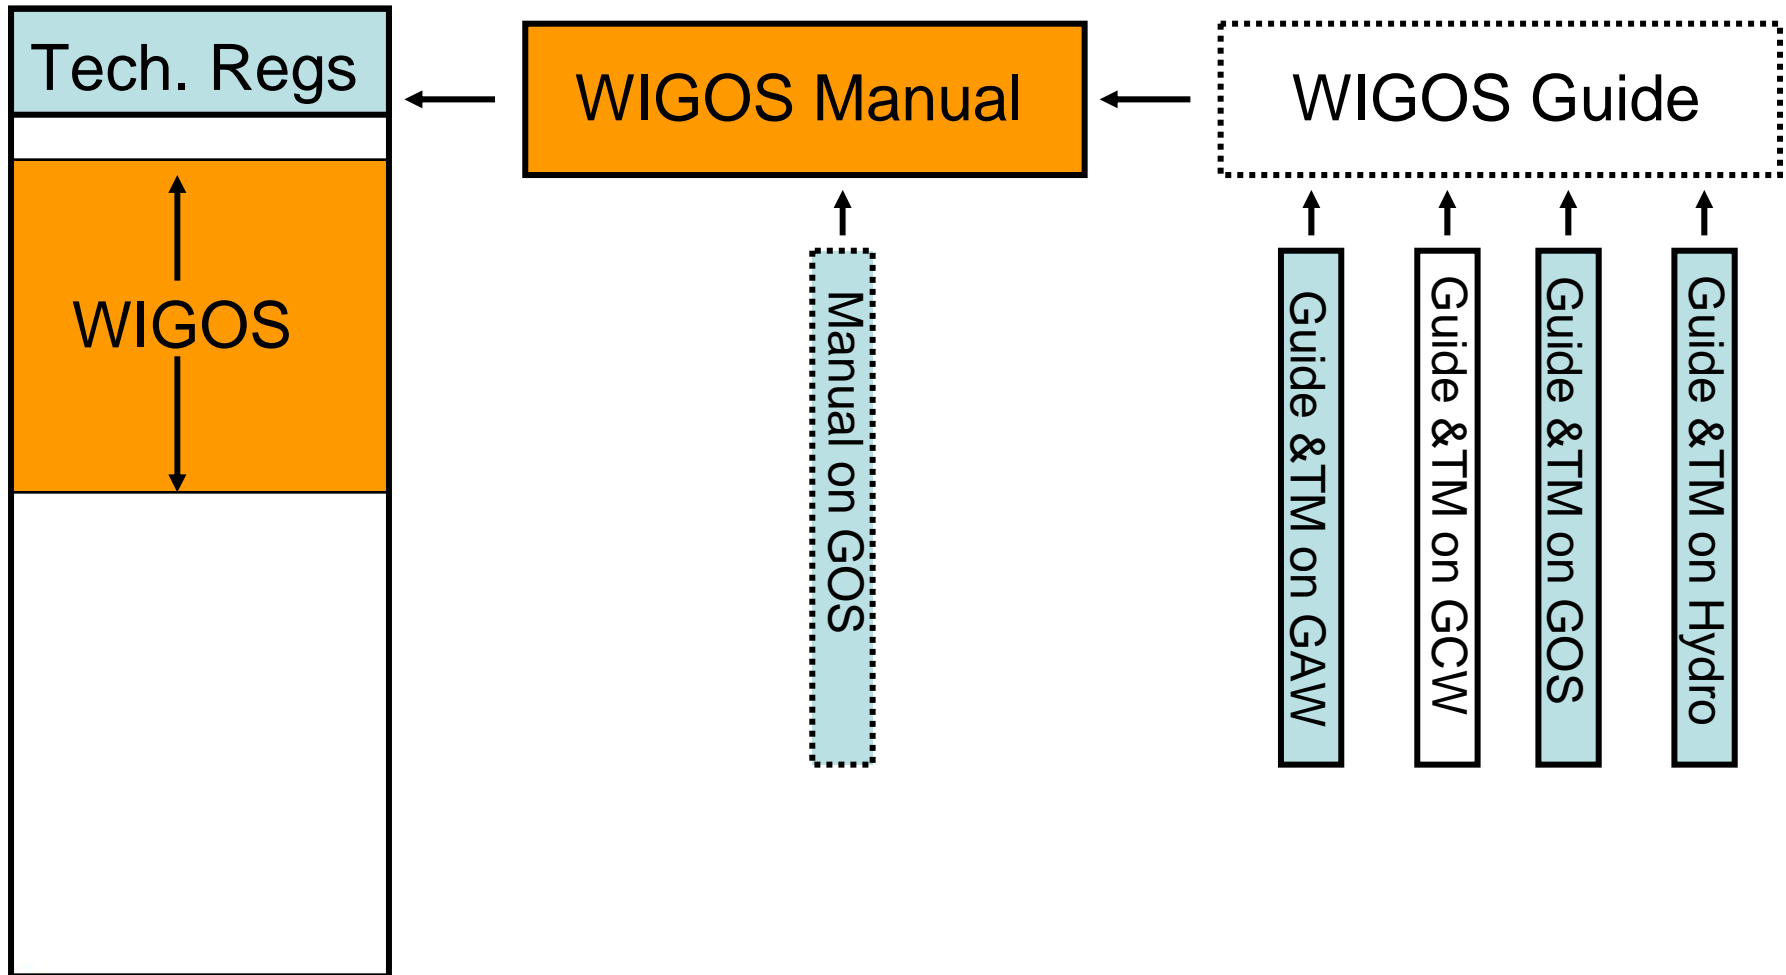 Tech. Regs
WIGOS Manual
WIGOS Guide
WIGOS
Manual on GOS
Guide &TM on GAW
Guide &TM on GCW
Guide &TM on GOS
Guide &TM on Hydro